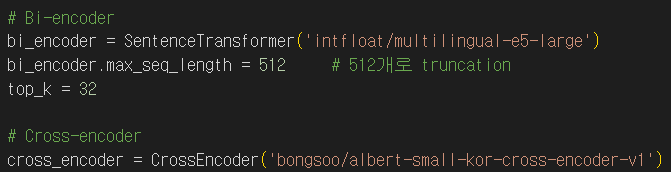 # Bi-encoder
bi_encoder = SentenceTransformer('intfloat/multilingual-e5-large')
bi_encoder.max_seq_length = 512     # 512개로 truncation
top_k = 32

# Cross-encoder
cross_encoder = CrossEncoder('bongsoo/albert-small-kor-cross-encoder-v1')